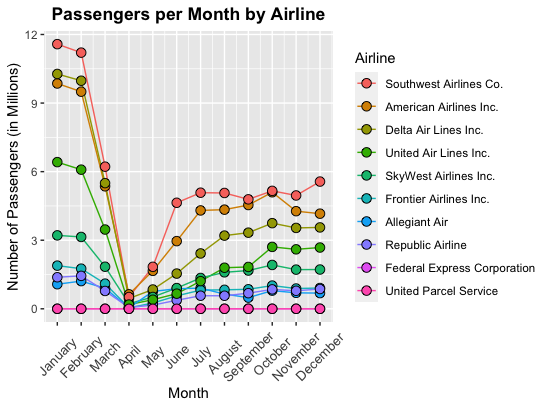 Passengers per Month by Airline
Number of Passengers (in Millions)
12
9
6
3
0
January
February
March
April
May
June
July
August
September
October
November
December
Month
Airline
Southwest Airlines Co.
American Airlines Inc.
Delta Air Lines Inc.
United Air Lines Inc.
SkyWest Airlines Inc.
Frontier Airlines Inc.
Allegiant Air
Republic Airline
Federal Express Corporation
United Parcel Service